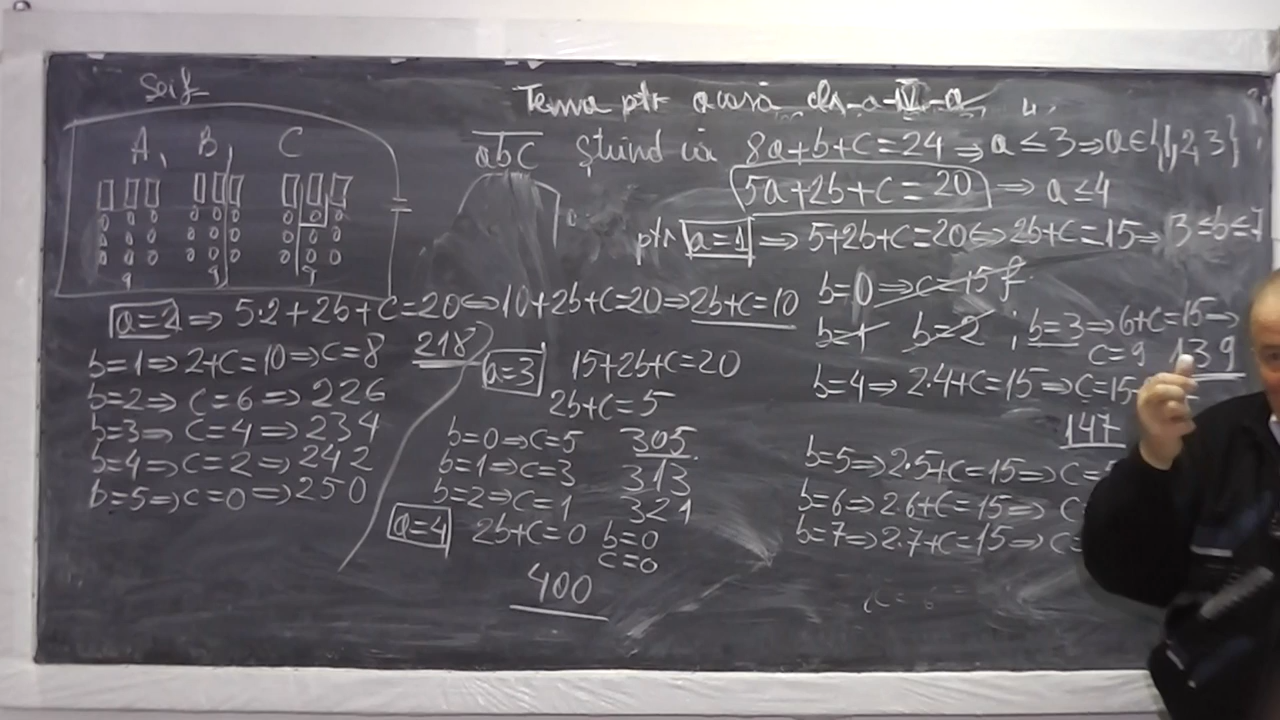 Seif
A, B, C
Tema ptr acasă cls. a-IV-a
abc Știind că 8a+b+c=24 ⇒ a≤3 ⇒ a∈{1,2,3}
5a+2b+c=20 ⇒ a≤4
ptr a=1 ⇒ 5+2b+c=20 ⇔ 2b+c=15 ⇒ 3≤b≤7
b=0 ⇒ c=15 f
b=1 b=2; b=3 ⇒ 6+c=15 ⇒
c=9 139
b=4 ⇒ 2·4+c=15 ⇒ c=15-
147
b=5 ⇒ 2·5+c=15 ⇒ c=
b=6 ⇒ 2·6+c=15 ⇒ c
b=7 ⇒ 2·7+c=15 ⇒ c=
a=2 ⇒ 5·2+2b+c=20 ⇔ 10+2b+c=20 ⇒ 2b+c=10
b=1 ⇒ 2+c=10 ⇒ c=8 218
b=2 ⇒ c=6 ⇒ 226
b=3 ⇒ c=4 ⇒ 234
b=4 ⇒ c=2 ⇒ 242
b=5 ⇒ c=0 ⇒ 250
a=3 15+2b+c=20
2b+c=5
b=0 ⇒ c=5 305
b=1 ⇒ c=3 313
b=2 ⇒ c=1 321
a=4 2b+c=0 b=0
c=0
400